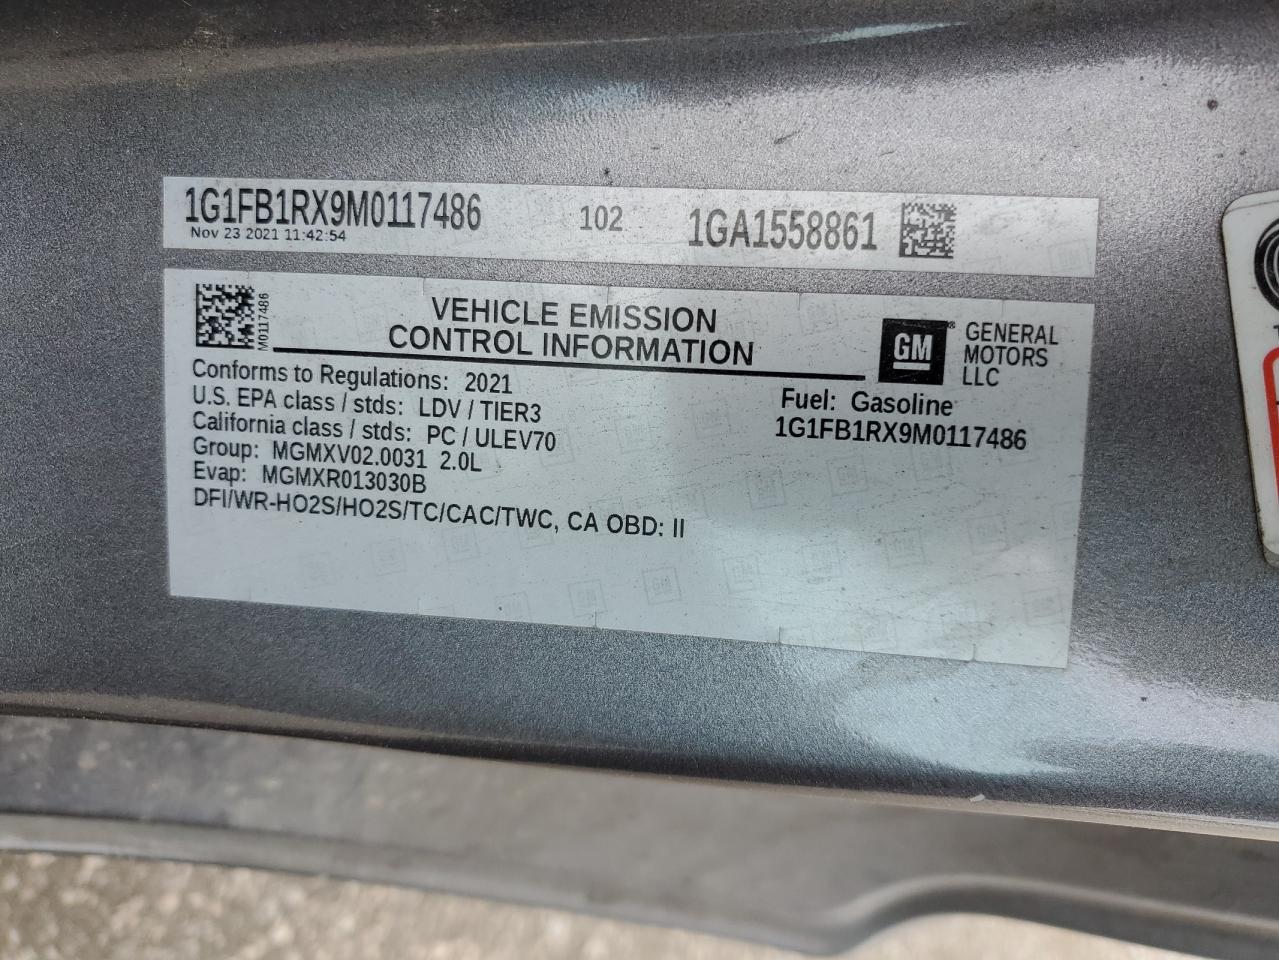 1G1FB1RX9M0117486 102 1GA1558861
Nov 23 2021 11:42:54
M0117486
VEHICLE EMISSION
CONTROL INFORMATION
GM
GENERAL
MOTORS
LLC
Conforms to Regulations: 2021
U.S. EPA class / stds: LDV / TIER3
California class / stds: PC / ULEV70
Group: MGMXV02.0031 2.0L
Evap: MGMXR013030B
DFI/WR-HO2S/HO2S/TC/CAC/TWC, CA OBD: II
Fuel: Gasoline
1G1FB1RX9M0117486